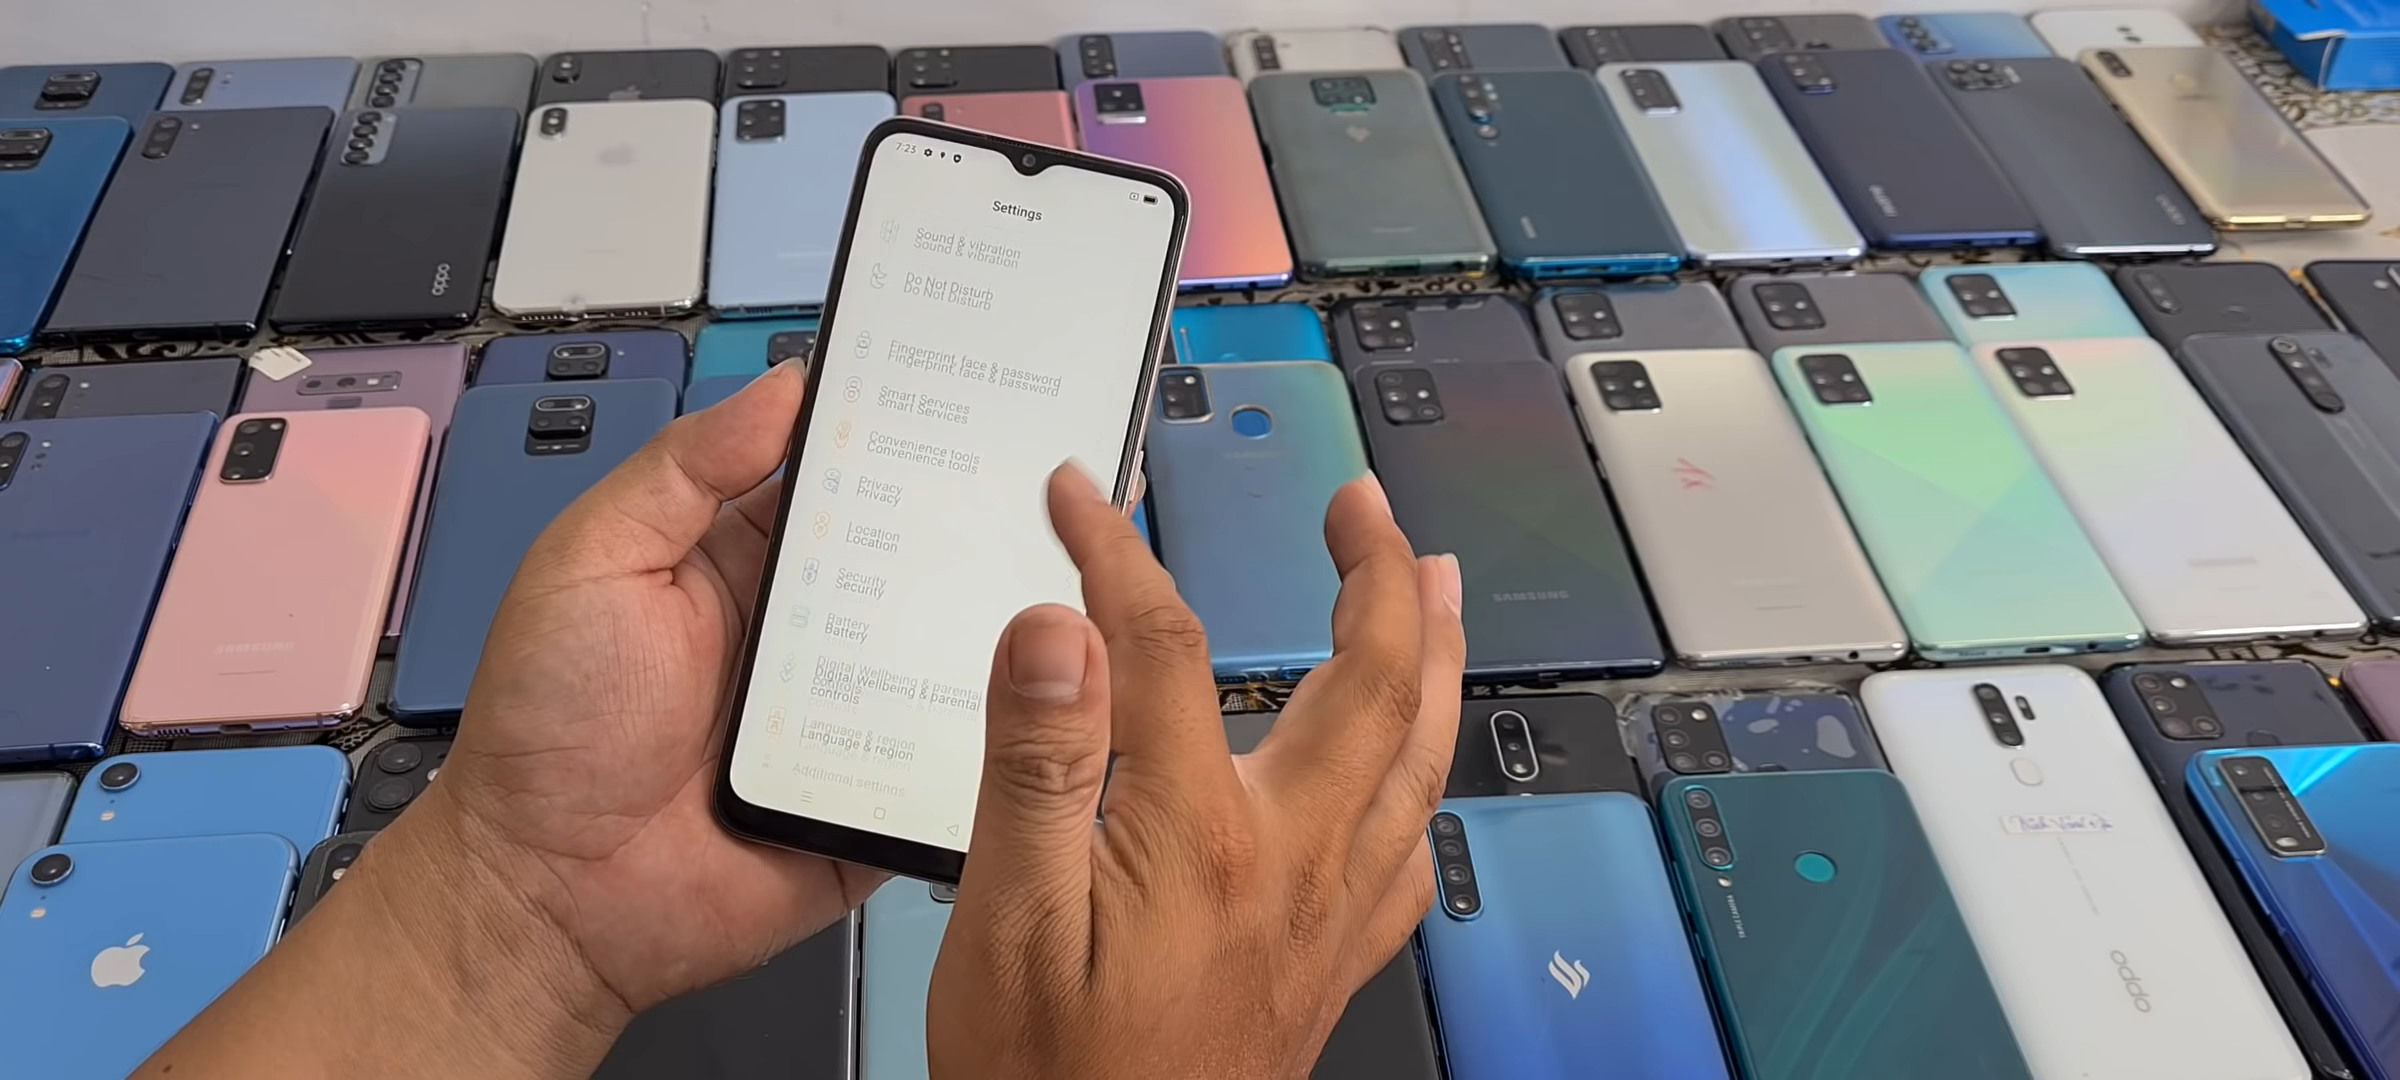 7:23
Settings
Sound & vibration
Do Not Disturb
Fingerprint, face & password
Smart Services
Convenience tools
Privacy
Location
Security
Battery
Digital Wellbeing & parental
controls
Language & region
Additional settings
oppo
SAMSUNG
SAMSUNG
oppo
oppo